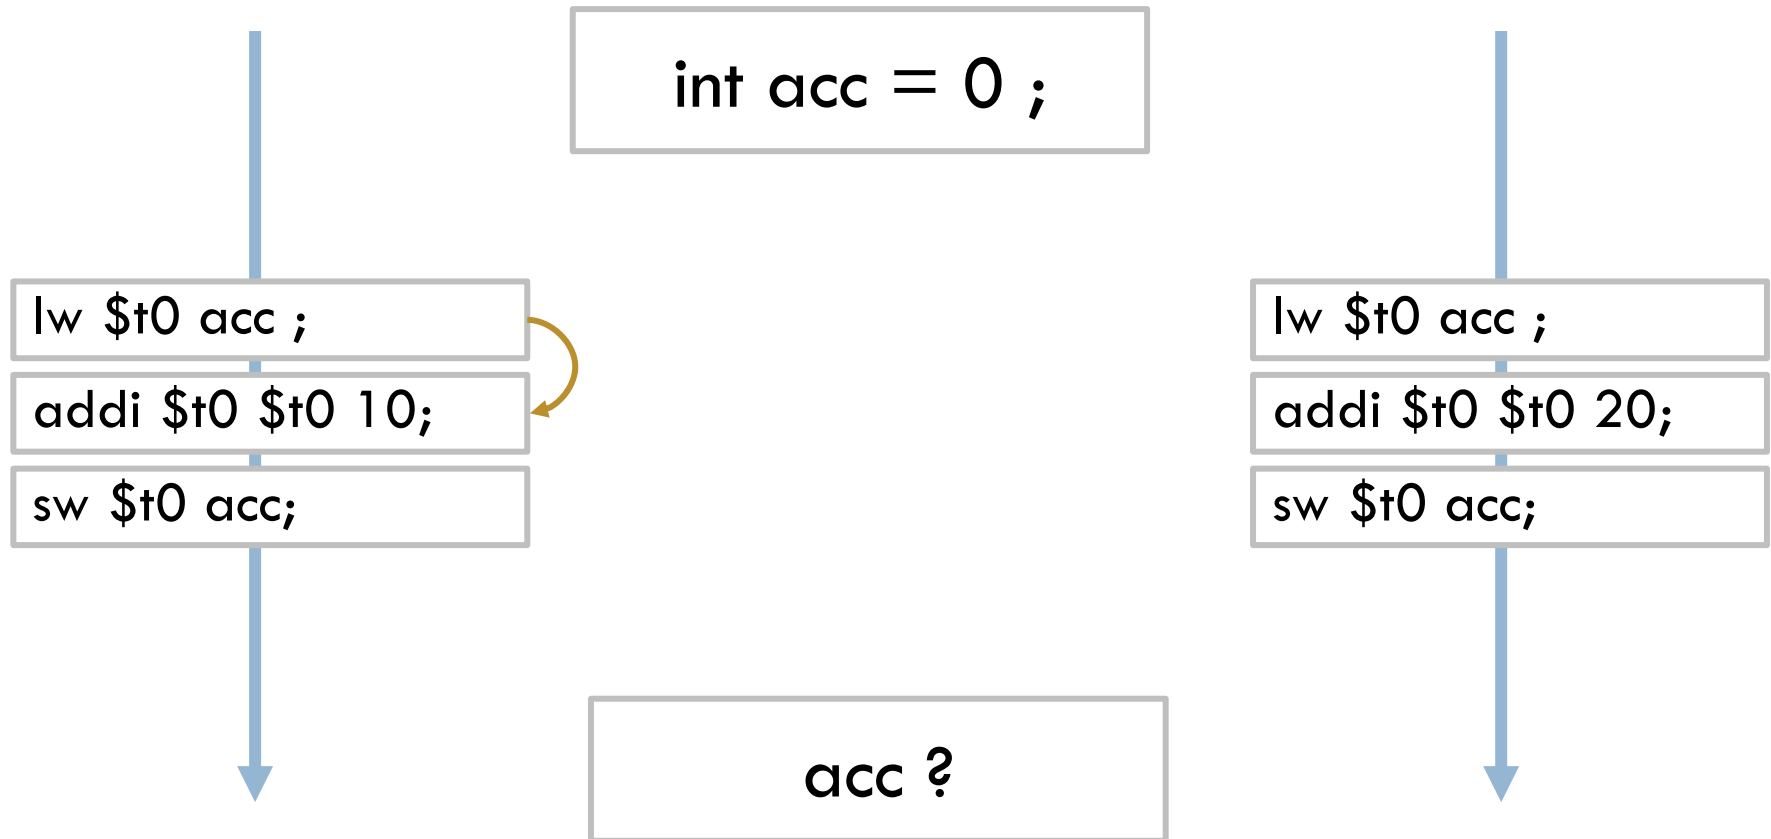 int acc = 0 ;
lw $t0 acc ;
addi $t0 $t0 10;
sw $t0 acc;
lw $t0 acc ;
addi $t0 $t0 20;
sw $t0 acc;
acc ?